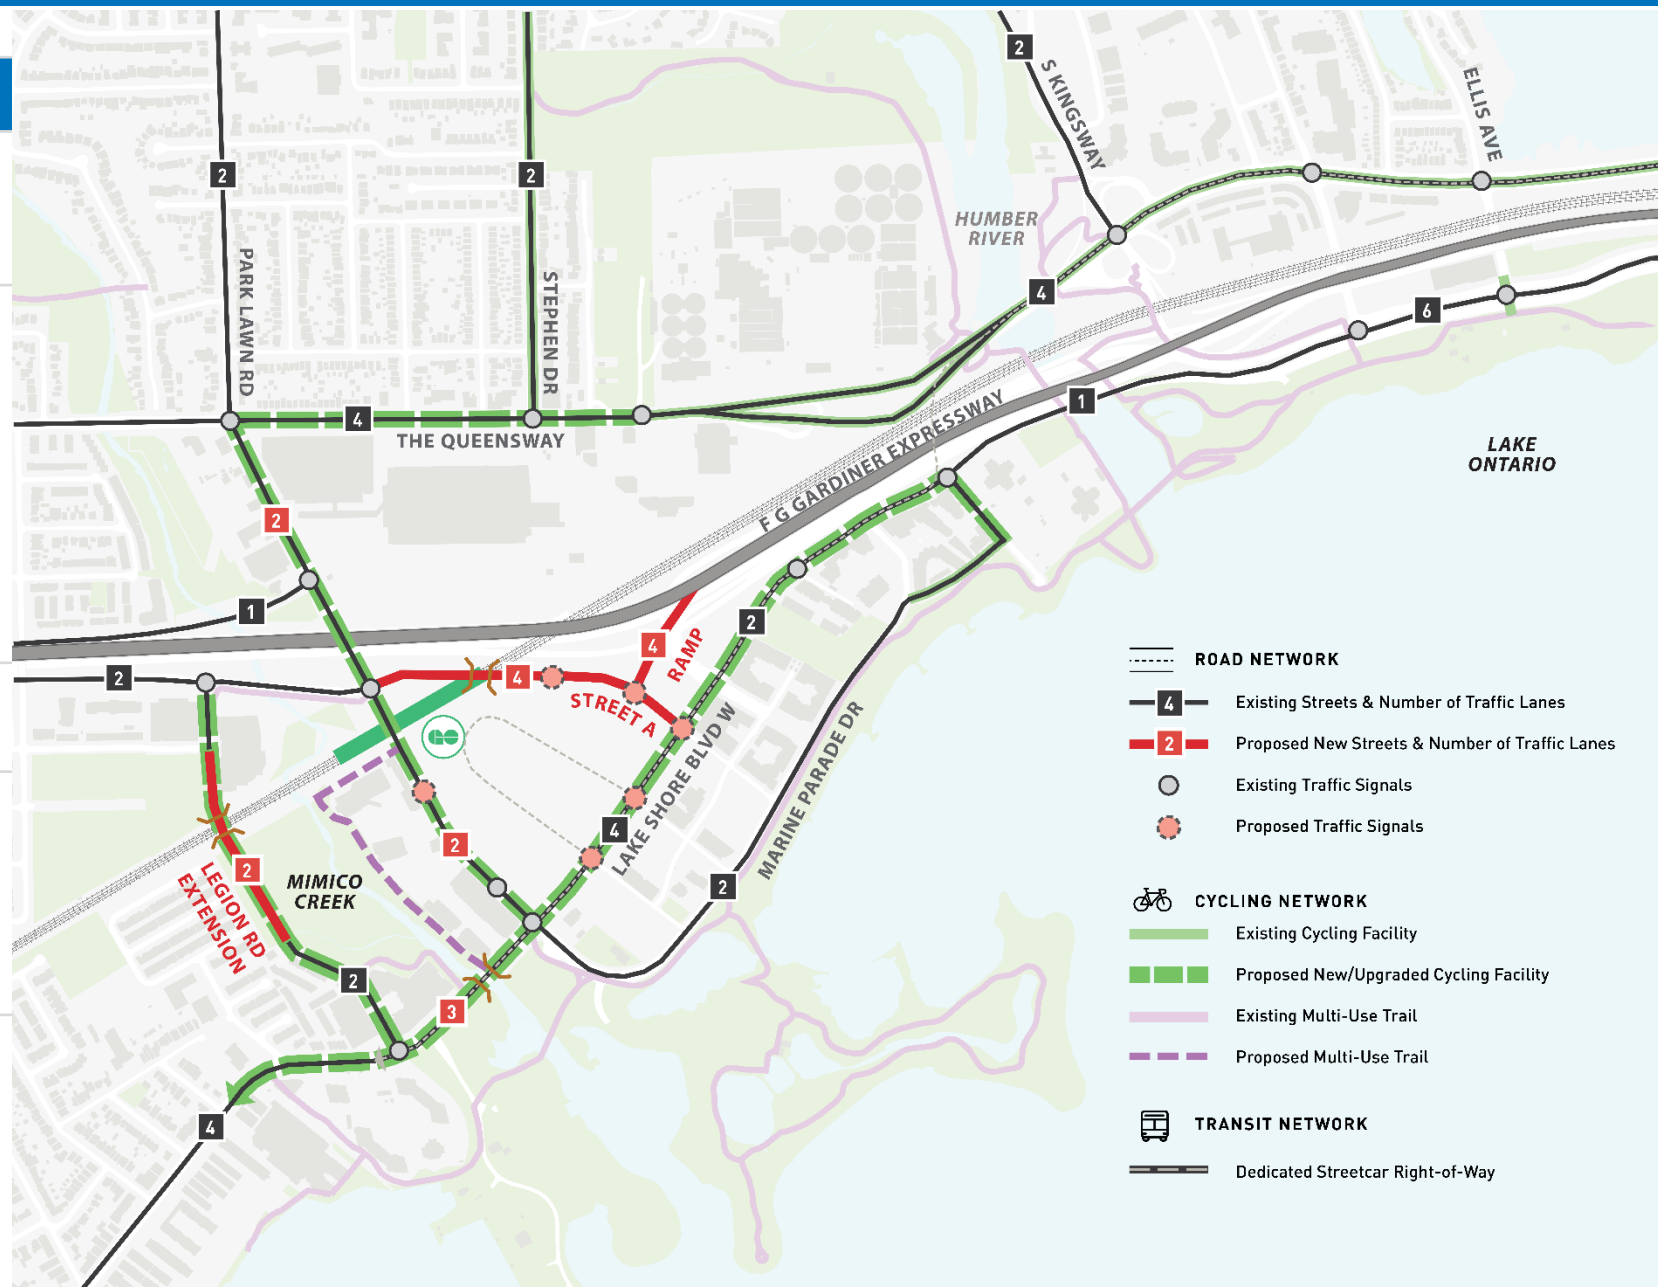 2
S KINGSWAY
ELLIS AVE
2
2
HUMBER
RIVER
PARK LAWN RD
STEPHEN DR
4
6
4
THE QUEENSWAY
1
F G GARDINER EXPRESSWAY
LAKE
ONTARIO
2
1
2
4
RAMP
2
4
STREET A
LAKE SHORE BLVD W
MARINE PARADE DR
GO
4
2
2
LEGION RD
EXTENSION
MIMICO
CREEK
2
2
3
4
ROAD NETWORK
4 Existing Streets & Number of Traffic Lanes
2 Proposed New Streets & Number of Traffic Lanes
Existing Traffic Signals
Proposed Traffic Signals
CYCLING NETWORK
Existing Cycling Facility
Proposed New/Upgraded Cycling Facility
Existing Multi-Use Trail
Proposed Multi-Use Trail
TRANSIT NETWORK
Dedicated Streetcar Right-of-Way